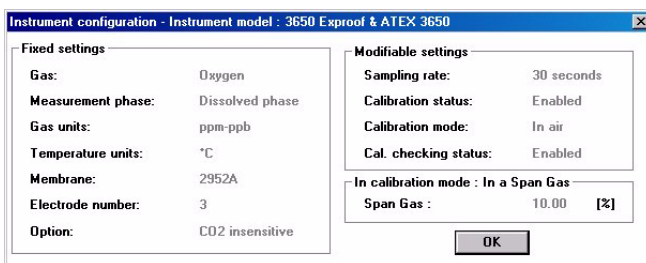 Instrument configuration - Instrument model : 3650 Exproof & ATEX 3650
Fixed settings
Gas: Oxygen
Measurement phase: Dissolved phase
Gas units: ppm-ppb
Temperature units: °C
Membrane: 2952A
Electrode number: 3
Option: CO2 insensitive
Modifiable settings
Sampling rate: 30 seconds
Calibration status: Enabled
Calibration mode: In air
Cal. checking status: Enabled
In calibration mode : In a Span Gas
Span Gas : 10.00 [%]
OK